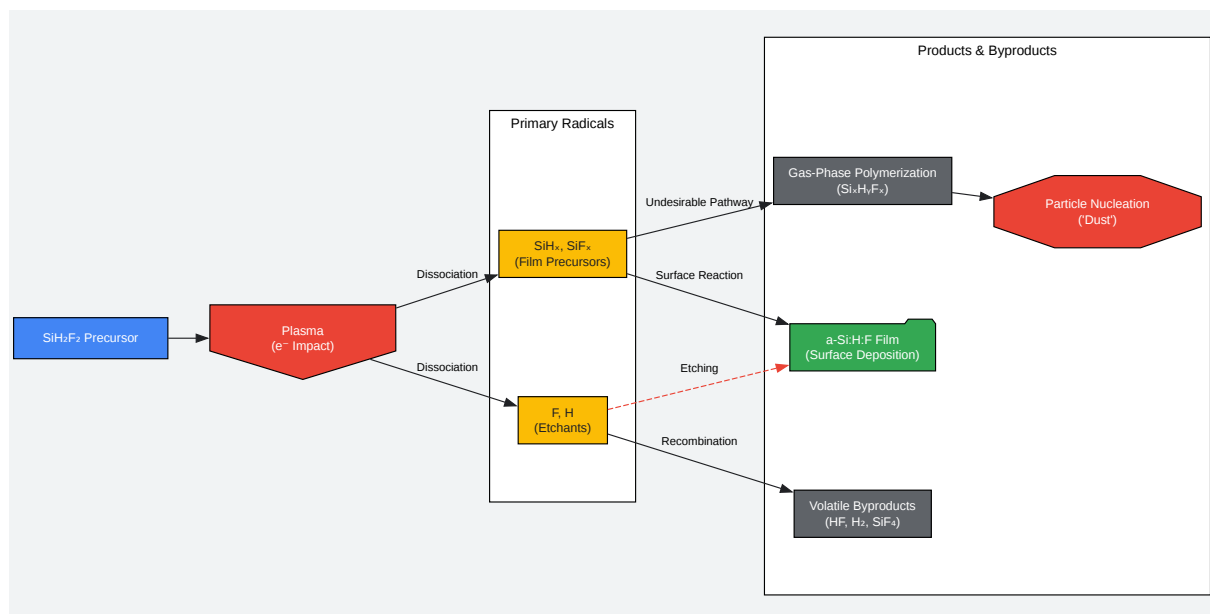 Products & Byproducts
Primary Radicals
Gas-Phase Polymerization
(SiₓHᵧFₓ)
Particle Nucleation
('Dust')
Undesirable Pathway
SiHₓ, SiFₓ
(Film Precursors)
Surface Reaction
Dissociation
SiH₂F₂ Precursor
Plasma
(e⁻ Impact)
a-Si:H:F Film
(Surface Deposition)
Dissociation
Etching
F, H
(Etchants)
Recombination
Volatile Byproducts
(HF, H₂, SiF₄)